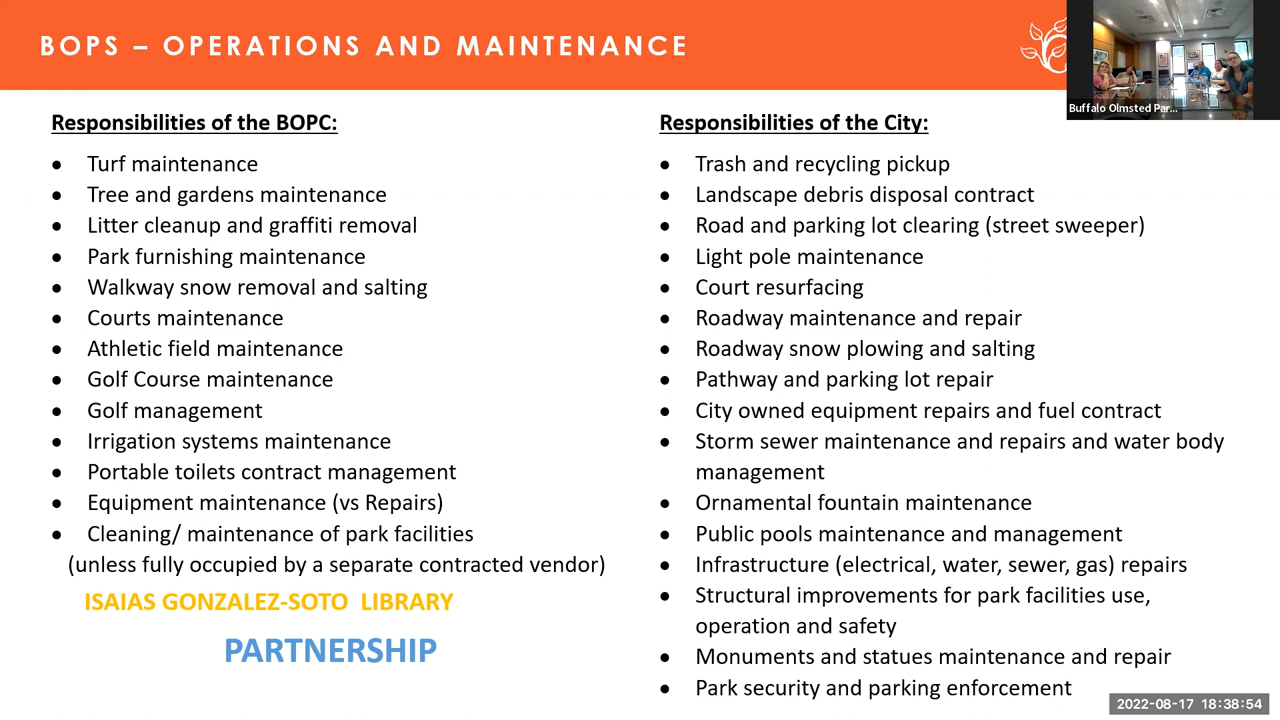 BOPS – OPERATIONS AND MAINTENANCE
Buffalo Olmsted Par...
Responsibilities of the BOPC:
• Turf maintenance
• Tree and gardens maintenance
• Litter cleanup and graffiti removal
• Park furnishing maintenance
• Walkway snow removal and salting
• Courts maintenance
• Athletic field maintenance
• Golf Course maintenance
• Golf management
• Irrigation systems maintenance
• Portable toilets contract management
• Equipment maintenance (vs Repairs)
• Cleaning/ maintenance of park facilities
(unless fully occupied by a separate contracted vendor)
ISAIAS GONZALEZ-SOTO LIBRARY
PARTNERSHIP
Responsibilities of the City:
• Trash and recycling pickup
• Landscape debris disposal contract
• Road and parking lot clearing (street sweeper)
• Light pole maintenance
• Court resurfacing
• Roadway maintenance and repair
• Roadway snow plowing and salting
• Pathway and parking lot repair
• City owned equipment repairs and fuel contract
• Storm sewer maintenance and repairs and water body
management
• Ornamental fountain maintenance
• Public pools maintenance and management
• Infrastructure (electrical, water, sewer, gas) repairs
• Structural improvements for park facilities use,
operation and safety
• Monuments and statues maintenance and repair
• Park security and parking enforcement
2022-08-17 18:38:54